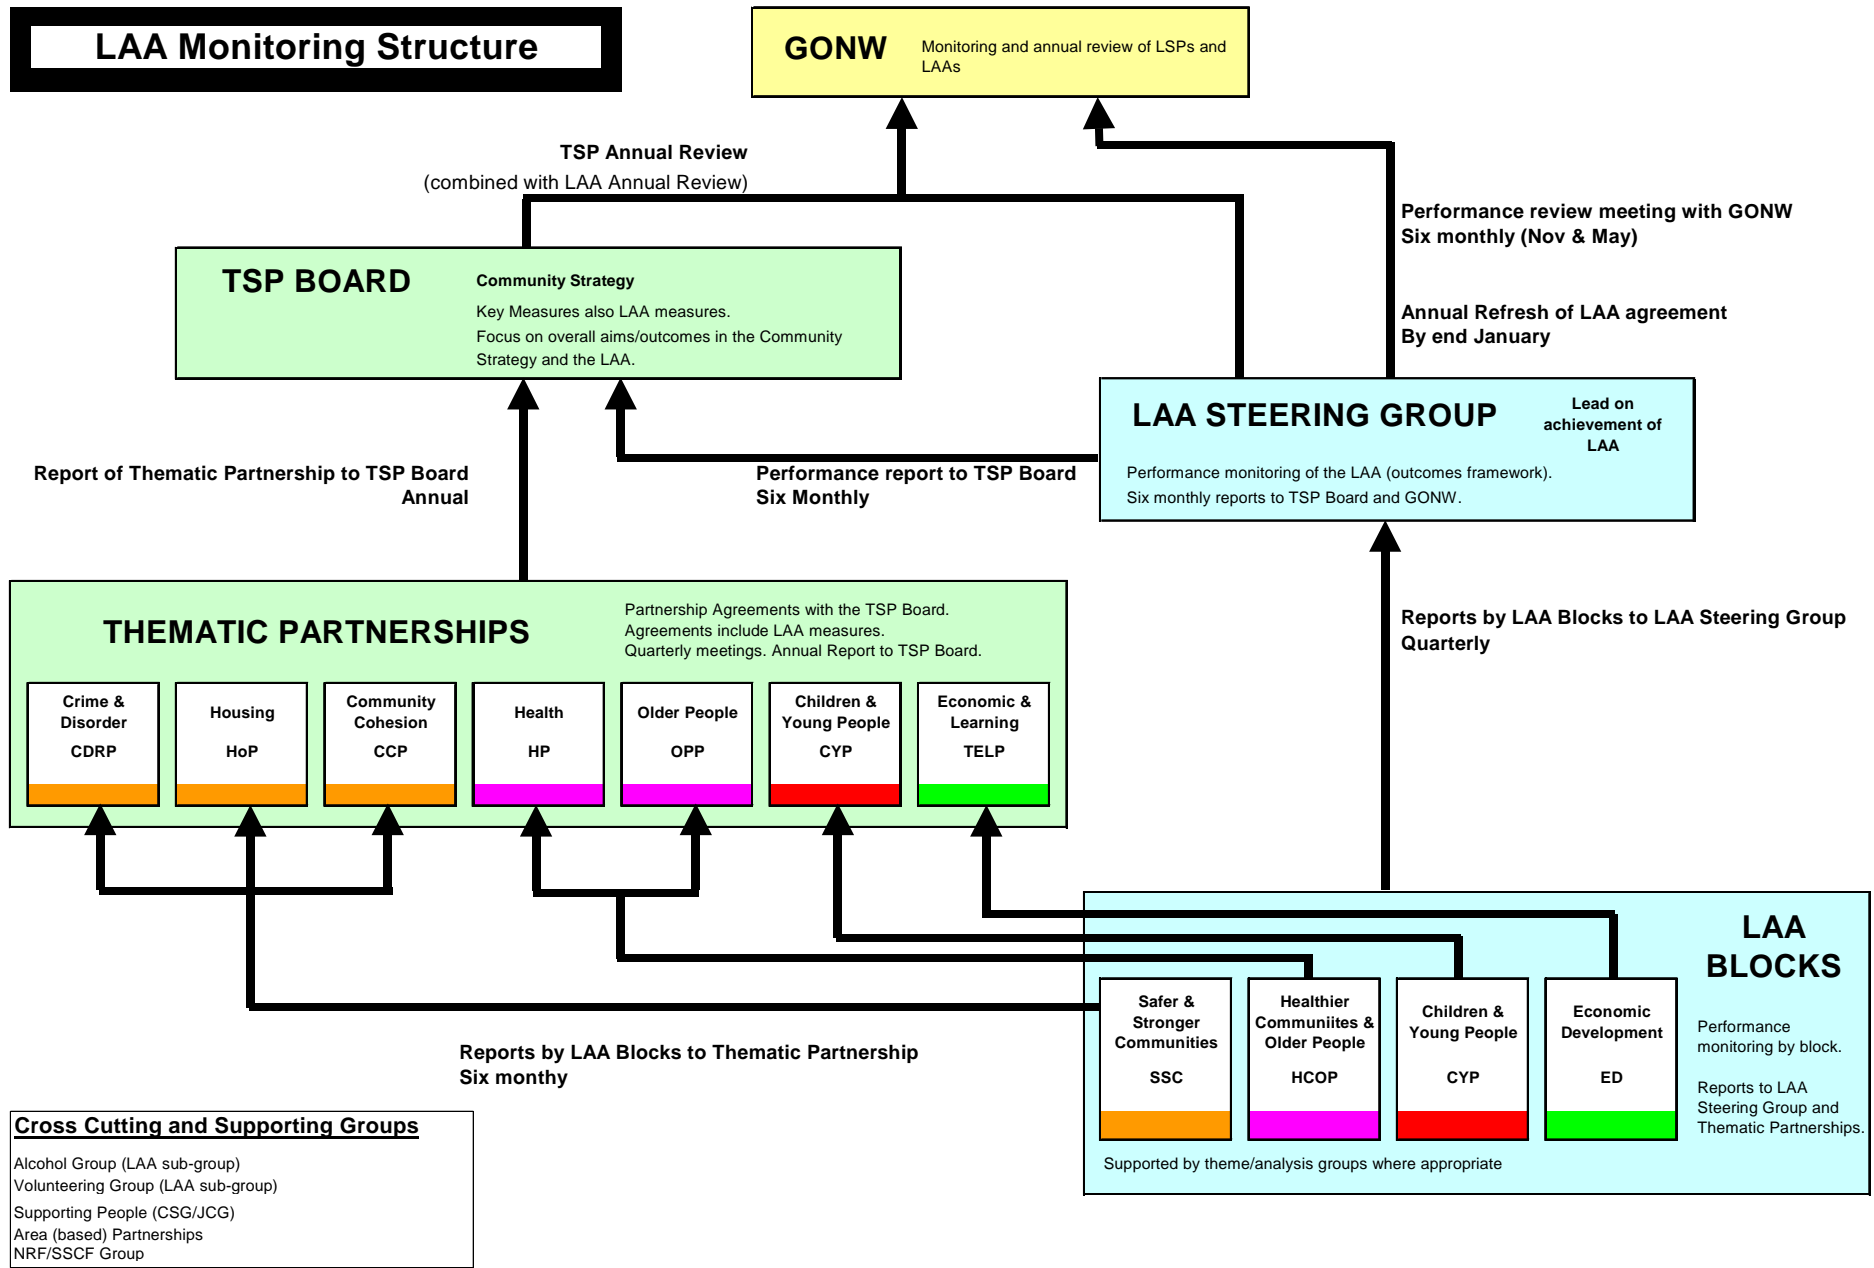 LAA Monitoring Structure
GONW
Monitoring and annual review of LSPs and
LAAs
TSP Annual Review
(combined with LAA Annual Review)
Performance review meeting with GONW
Six monthly (Nov & May)
Annual Refresh of LAA agreement
By end January
TSP BOARD
Community Strategy
Key Measures also LAA measures.
Focus on overall aims/outcomes in the Community
Strategy and the LAA.
LAA STEERING GROUP
Lead on
achievement of
LAA
Performance monitoring of the LAA (outcomes framework).
Six monthly reports to TSP Board and GONW.
Report of Thematic Partnership to TSP Board
Annual
Performance report to TSP Board
Six Monthly
THEMATIC PARTNERSHIPS
Partnership Agreements with the TSP Board.
Agreements include LAA measures.
Quarterly meetings. Annual Report to TSP Board.
Reports by LAA Blocks to LAA Steering Group
Quarterly
Crime &
Disorder
CDRP
Housing
HoP
Community
Cohesion
CCP
Health
HP
Older People
OPP
Children &
Young People
CYP
Economic &
Learning
TELP
LAA
BLOCKS
Performance
monitoring by block.
Reports to LAA
Steering Group and
Thematic Partnerships.
Safer &
Stronger
Communities
SSC
Healthier
Communiites &
Older People
HCOP
Children &
Young People
CYP
Economic
Development
ED
Supported by theme/analysis groups where appropriate
Reports by LAA Blocks to Thematic Partnership
Six monthy
Cross Cutting and Supporting Groups
Alcohol Group (LAA sub-group)
Volunteering Group (LAA sub-group)
Supporting People (CSG/JCG)
Area (based) Partnerships
NRF/SSCF Group